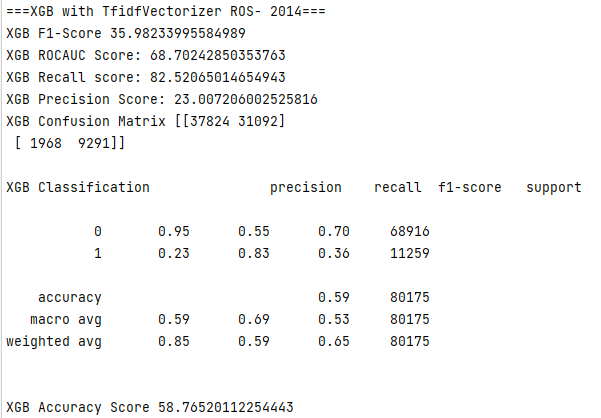 ===XGB with TfidfVectorizer ROS- 2014===
XGB F1-Score 35.98233995584989
XGB ROCAUC Score: 68.70242850353763
XGB Recall score: 82.52065014654943
XGB Precision Score: 23.007206002525816
XGB Confusion Matrix [[37824 31092]
 [ 1968  9291]]
XGB Classification               precision    recall  f1-score   support
           0       0.95      0.55      0.70     68916
           1       0.23      0.83      0.36     11259
    accuracy                           0.59     80175
   macro avg       0.59      0.69      0.53     80175
weighted avg       0.85      0.59      0.65     80175
XGB Accuracy Score 58.76520112254443